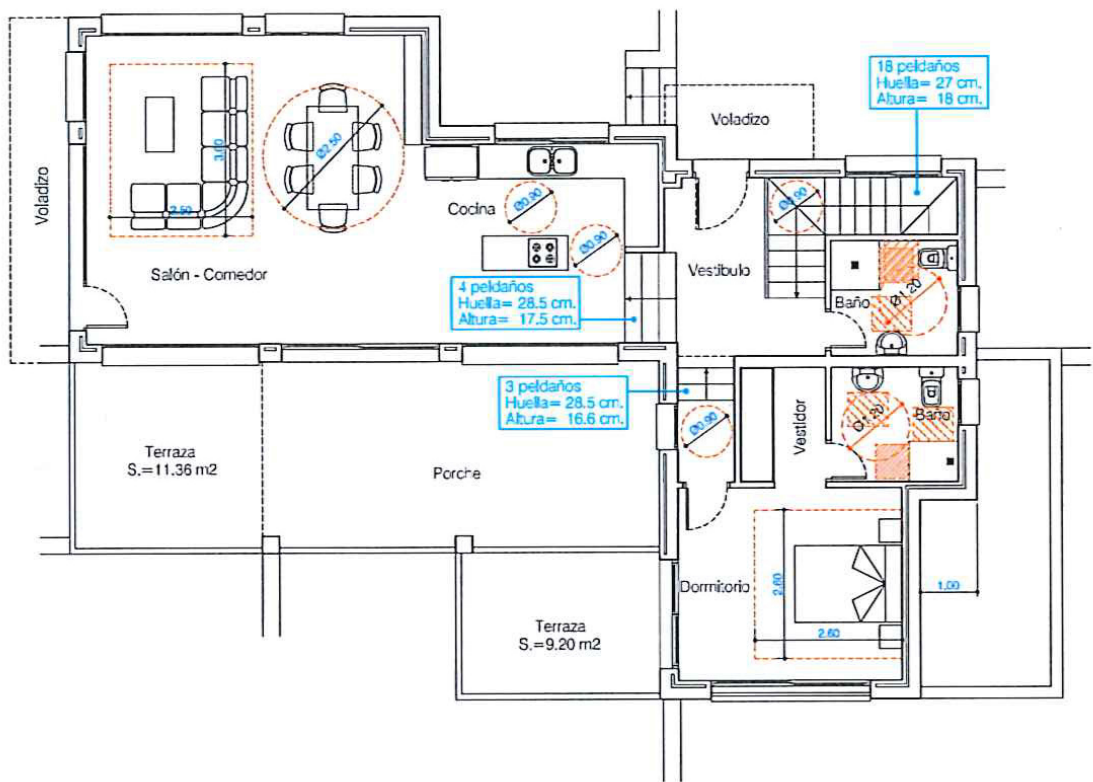 18 peldaños
Huella= 27 cm.
Altura= 18 cm.
Voladizo
Voladizo
3.00
2.50
Ø2.50
Cocina
Ø0.90
Ø0.90
Ø0.90
Salón - Comedor
4 peldaños
Huella= 28.5 cm.
Altura= 17.5 cm.
Vestibulo
Baño
Ø1.20
3 peldaños
Huella= 28.5 cm.
Altura= 16.6 cm.
Ø0.90
Vestidor
Ø1.20
Baño
Terraza
S.=11.36 m2
Porche
Dormitorio
2.60
2.60
1.00
Terraza
S.=9.20 m2